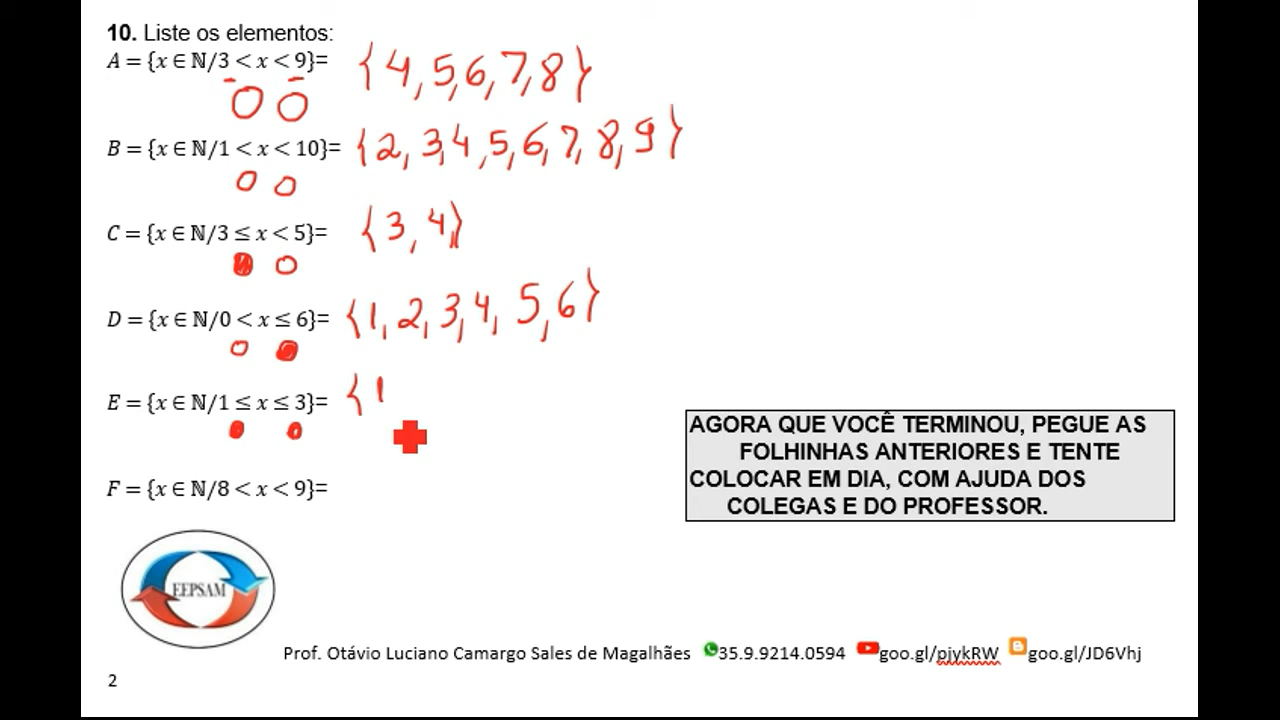 10. Liste os elementos:
A = {x ∈ ℕ/3 < x < 9}= {4, 5, 6, 7, 8}
B = {x ∈ ℕ/1 < x < 10}= {2, 3, 4, 5, 6, 7, 8, 9}
C = {x ∈ ℕ/3 ≤ x < 5}= {3, 4}
D = {x ∈ ℕ/0 < x ≤ 6}= {1, 2, 3, 4, 5, 6}
E = {x ∈ ℕ/1 ≤ x ≤ 3}= {1
AGORA QUE VOCÊ TERMINOU, PEGUE AS
FOLHINHAS ANTERIORES E TENTE
COLOCAR EM DIA, COM AJUDA DOS
COLEGAS E DO PROFESSOR.
F = {x ∈ ℕ/8 < x < 9}=
EEPSAM
Prof. Otávio Luciano Camargo Sales de Magalhães 35.9.9214.0594 goo.gl/pjykRW goo.gl/JD6Vhj
2